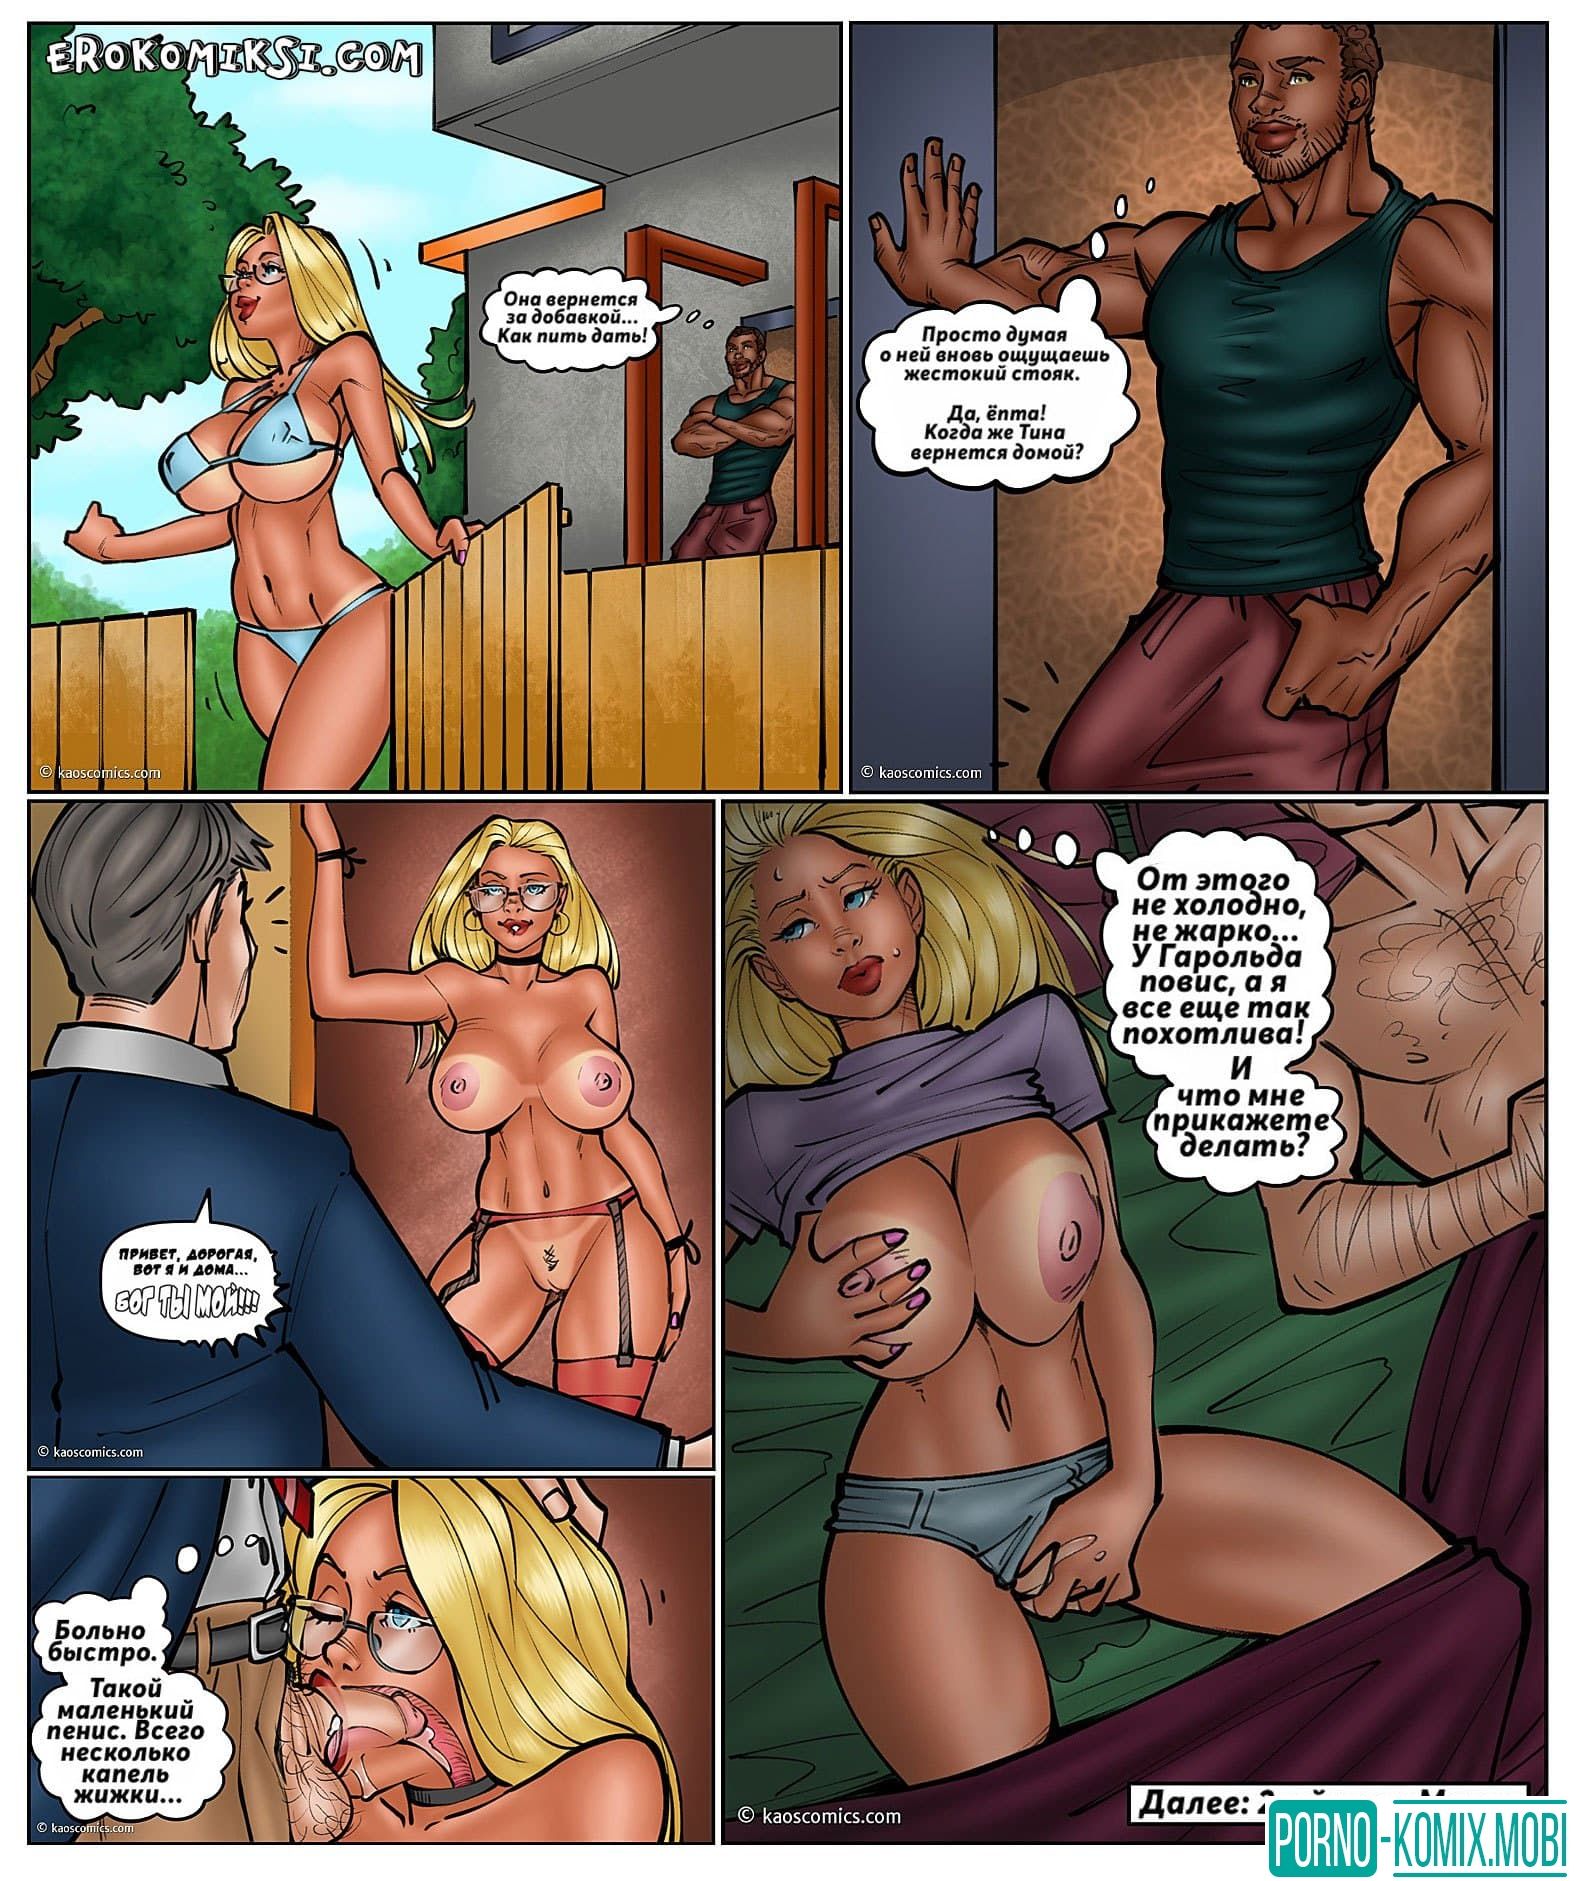 EROKOMIKSI.COM
Она вернется
за добавкой...
Как пить дать!
© kaoscomics.com
Просто думая
о ней вновь ощущаешь
жестокий стояк.
Да, ёпта!
Когда же Тина
вернется домой?
© kaoscomics.com
ПРИВЕТ, ДОРОГАЯ,
ВОТ Я И ДОМА...
БОГ ТЫ МОЙ!!!
© kaoscomics.com
Больно
быстро.
Такой
маленький
пенис. Всего
несколько
капель
жижки...
© kaoscomics.com
От этого
не холодно,
не жарко...
У Гарольда
повис, а я
все еще так
похотлива!
И
что мне
прикажете
делать?
© kaoscomics.com
Далее:
PORNO-KOMIX.MOBI